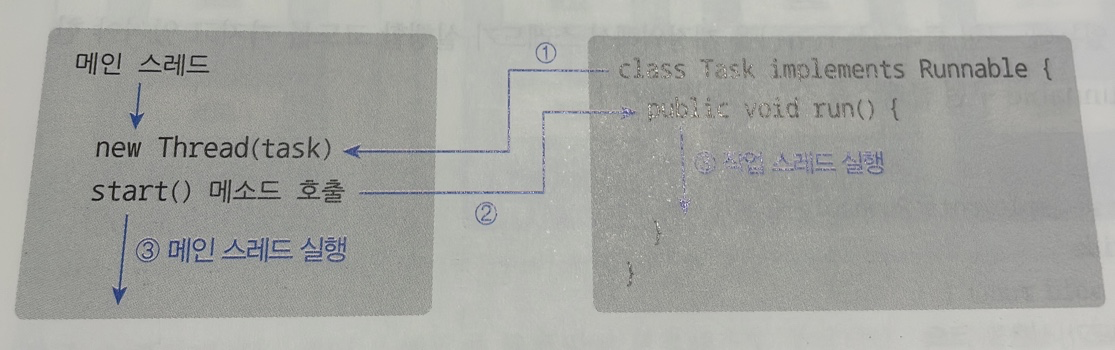 메인 스레드
new Thread(task)
start() 메소드 호출
③ 메인 스레드 실행
①
②
class Task implements Runnable {
public void run() {
작업 스레드 실행
}
}